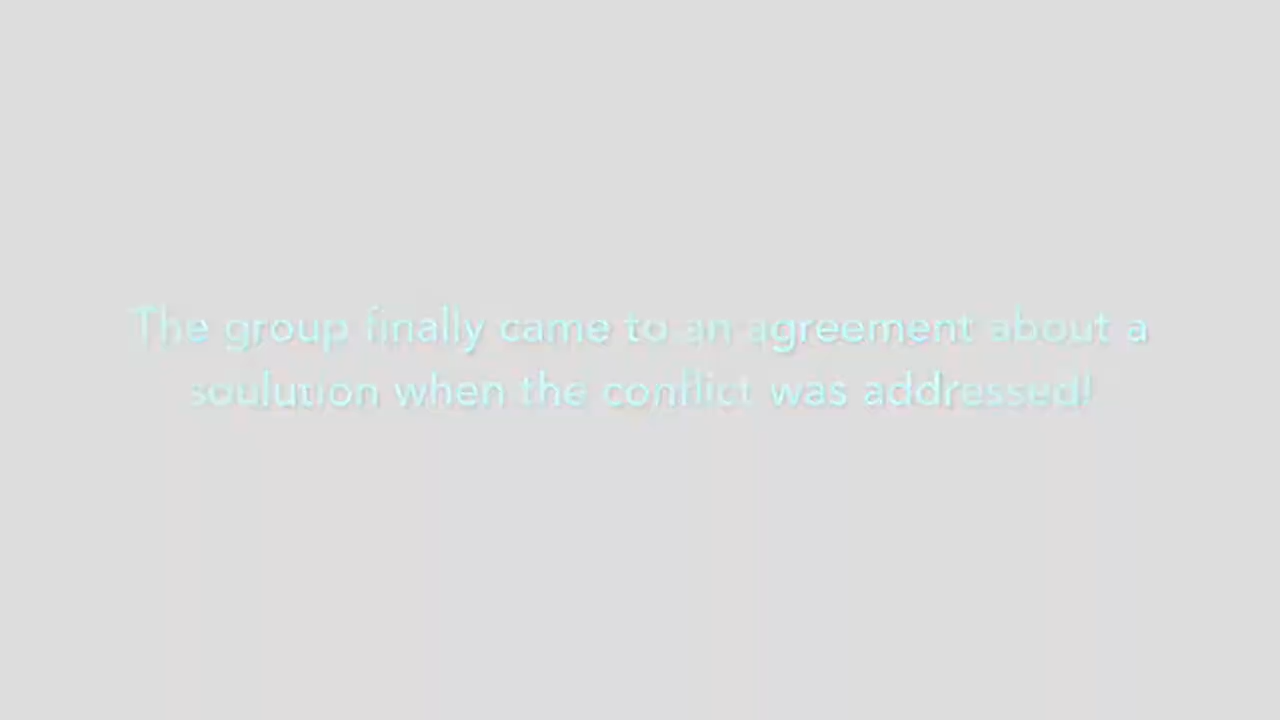 The group finally came to an agreement about a
soulution when the conflict was addressed!